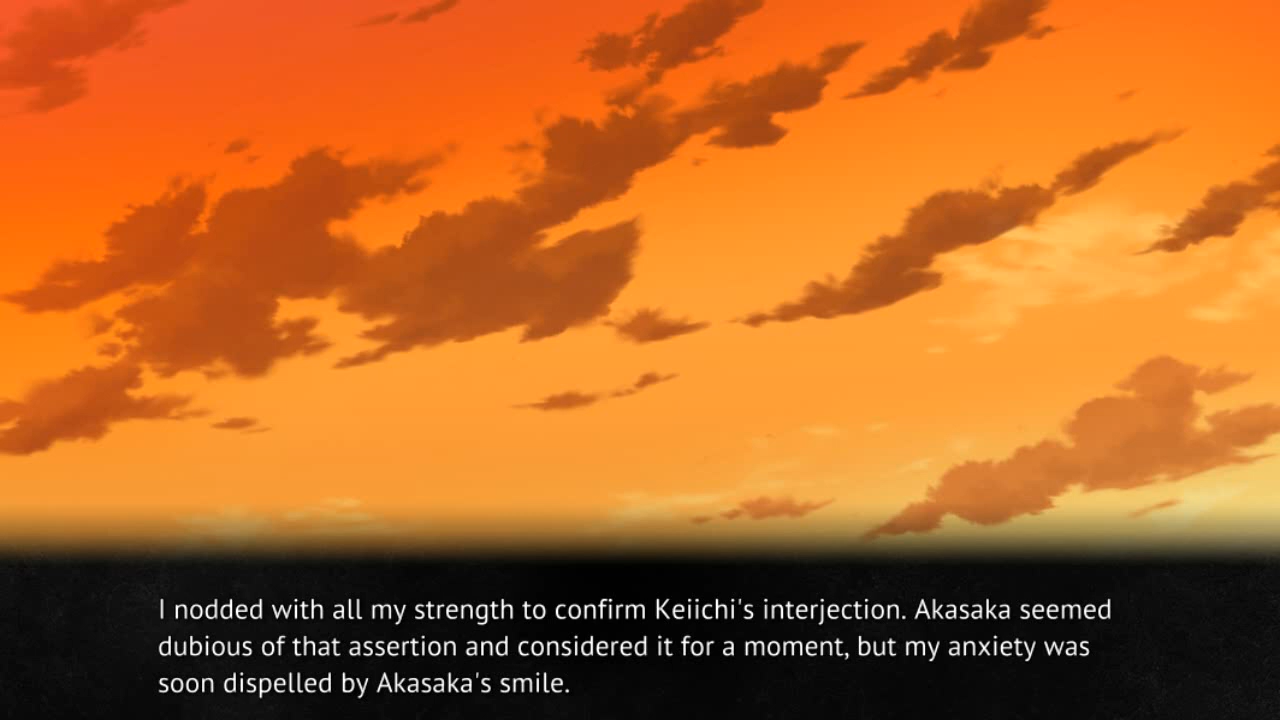 I nodded with all my strength to confirm Keiichi's interjection. Akasaka seemed
dubious of that assertion and considered it for a moment, but my anxiety was
soon dispelled by Akasaka's smile.